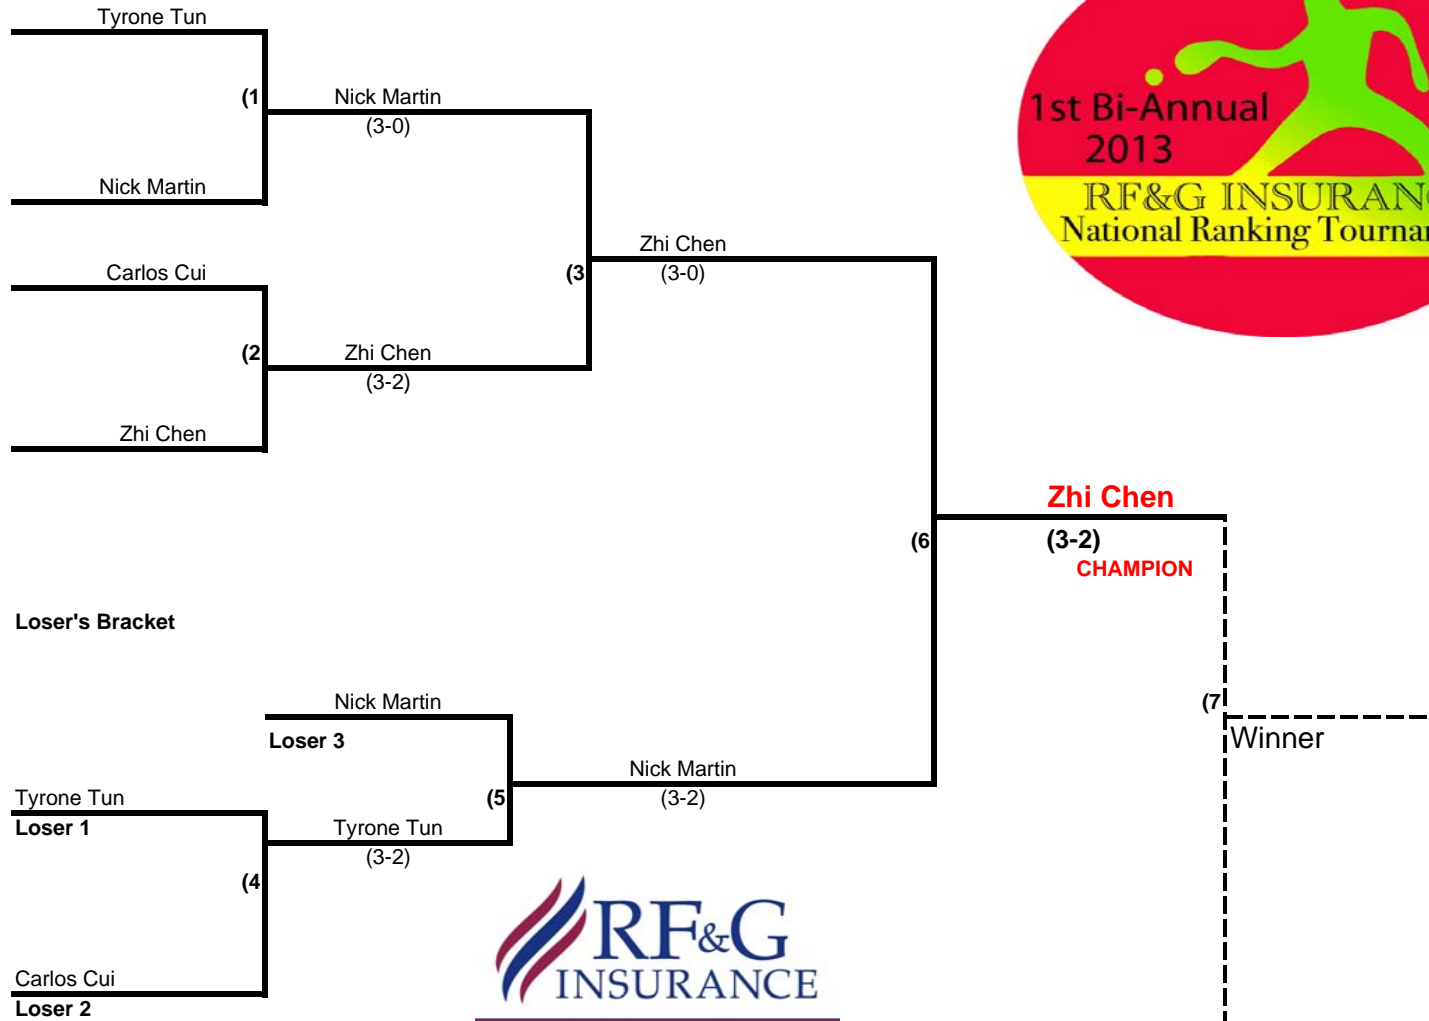 Tyrone Tun
(1
Nick Martin
(3-0)
Nick Martin
1st Bi-Annual
2013
RF&G INSURAN
National Ranking Tourna
Carlos Cui
(2
Zhi Chen
(3-2)
Zhi Chen
(3
Zhi Chen
(3-0)
Zhi Chen
(6
(3-2)
CHAMPION
Loser's Bracket
Nick Martin
Loser 3
(7
Winner
Tyrone Tun
Loser 1
(5
Nick Martin
(3-2)
Tyrone Tun
(3-2)
(4
Carlos Cui
Loser 2
RF&G
INSURANCE